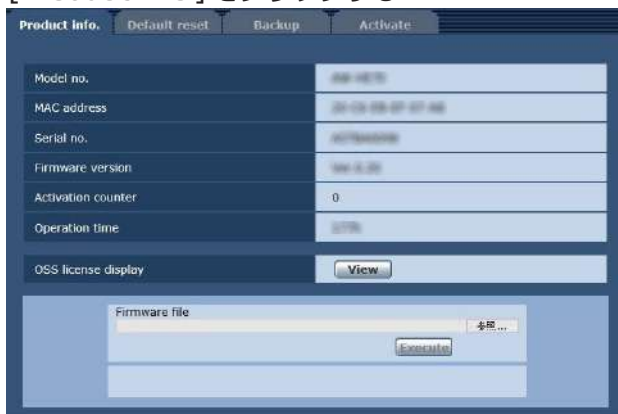 Product info. Default reset Backup Activate
Model no.
MAC address
Serial no.
Firmware version
Activation counter 0
Operation time
OSS license display View
Firmware file
参照...
Execute